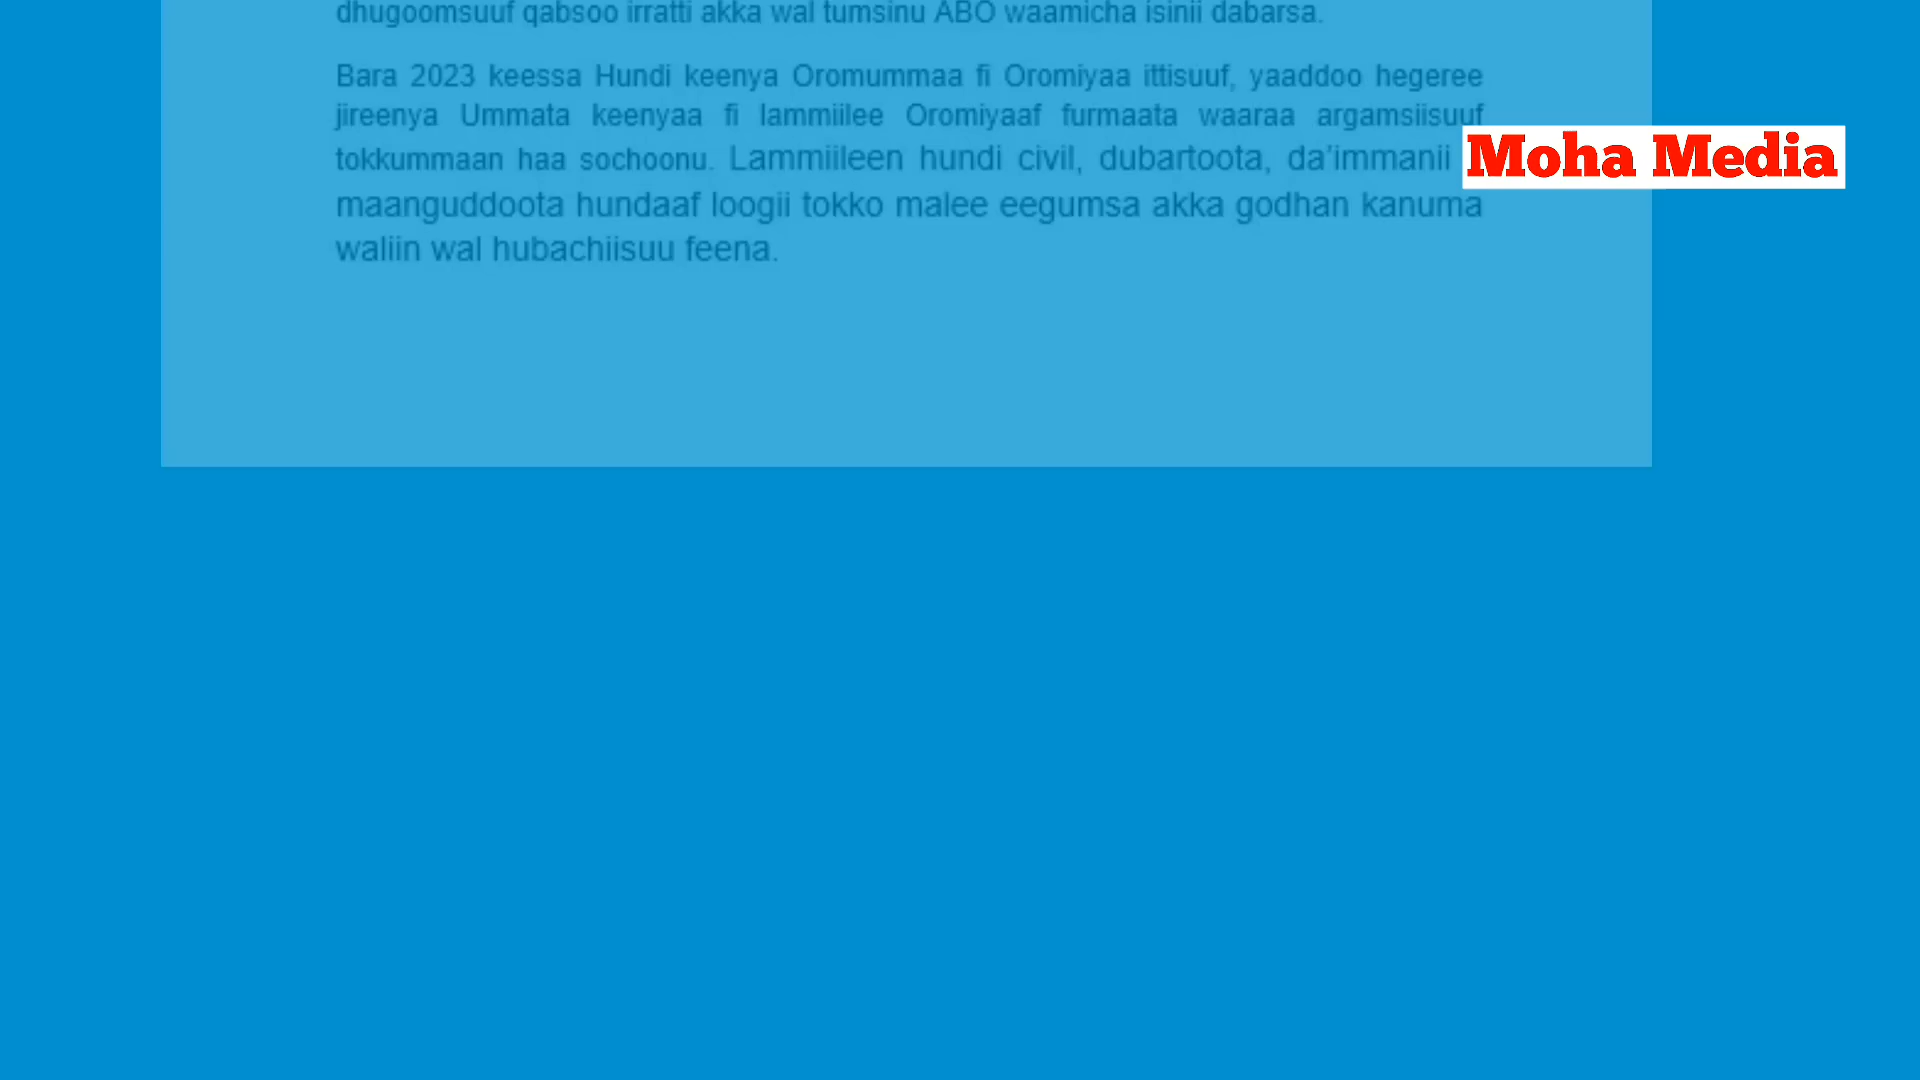 dhugoomsuuf qabsoo irratti akka wal tumsinu ABO waamicha isinii dabarsa.
Bara 2023 keessa Hundi keenya Oromummaa fi Oromiyaa ittisuuf, yaaddoo hegeree
jireenya Ummata keenyaa fi lammiilee Oromiyaaf furmaata waaraa argamsiisuuf
tokkummaan haa sochoonu. Lammiileen hundi civil, dubartoota, da'immanii
Moha Media
maanguddoota hundaaf loogii tokko malee eegumsa akka godhan kanuma
waliin wal hubachiisuu feena.